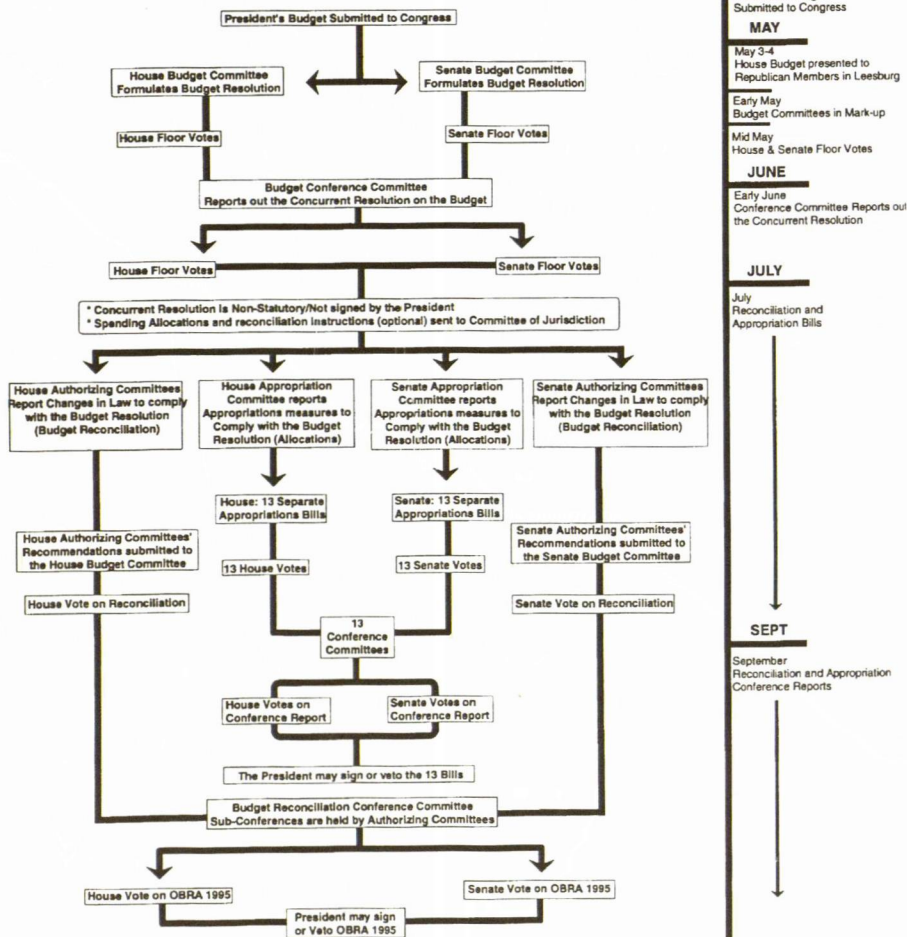 President's Budget Submitted to Congress
House Budget Committee
Formulates Budget Resolution
Senate Budget Committee
Formulates Budget Resolution
House Floor Votes
Senate Floor Votes
Budget Conference Committee
Reports out the Concurrent Resolution on the Budget
House Floor Votes
Senate Floor Votes
* Concurrent Resolution is Non-Statutory/Not signed by the President
* Spending Allocations and reconciliation instructions (optional) sent to Committee of Jurisdiction
House Authorizing Committees
Report Changes in Law to comply
with the Budget Resolution
(Budget Reconciliation)
House Appropriation
Committee reports
Appropriations measures to
Comply with the Budget
Resolution (Allocations)
Senate Appropriation
Ccmmittee reports
Appropriations measures to
Comply with the Budget
Resolution (Allocations)
Senate Authorizing Committees
Report Changes in Law to comply
with the Budget Resolution
(Budget Reconciliation)
House: 13 Separate
Appropriations Bills
Senate: 13 Separate
Appropriations Bills
House Authorizing Committees'
Recommendations submitted to
the House Budget Committee
13 House Votes
13 Senate Votes
Senate Authorizing Committees'
Recommendations submitted to
the Senate Budget Committee
House Vote on Reconciliation
Senate Vote on Reconciliation
13
Conference
Committees
House Votes on
Conference Report
Senate Votes on
Conference Report
The President may sign or veto the 13 Bills
Budget Reconciliation Conference Committee
Sub-Conferences are held by Authorizing Committees
House Vote on OBRA 1995
Senate Vote on OBRA 1995
President may sign
or Veto OBRA 1995
Submitted to Congress
MAY
May 3-4
House Budget presented to
Republican Members in Leesburg
Early May
Budget Committees in Mark-up
Mid May
House & Senate Floor Votes
JUNE
Early June
Conference Committee Reports out
the Concurrent Resolution
JULY
July
Reconciliation and
Appropriation Bills
SEPT
September
Reconciliation and Appropriation
Conference Reports